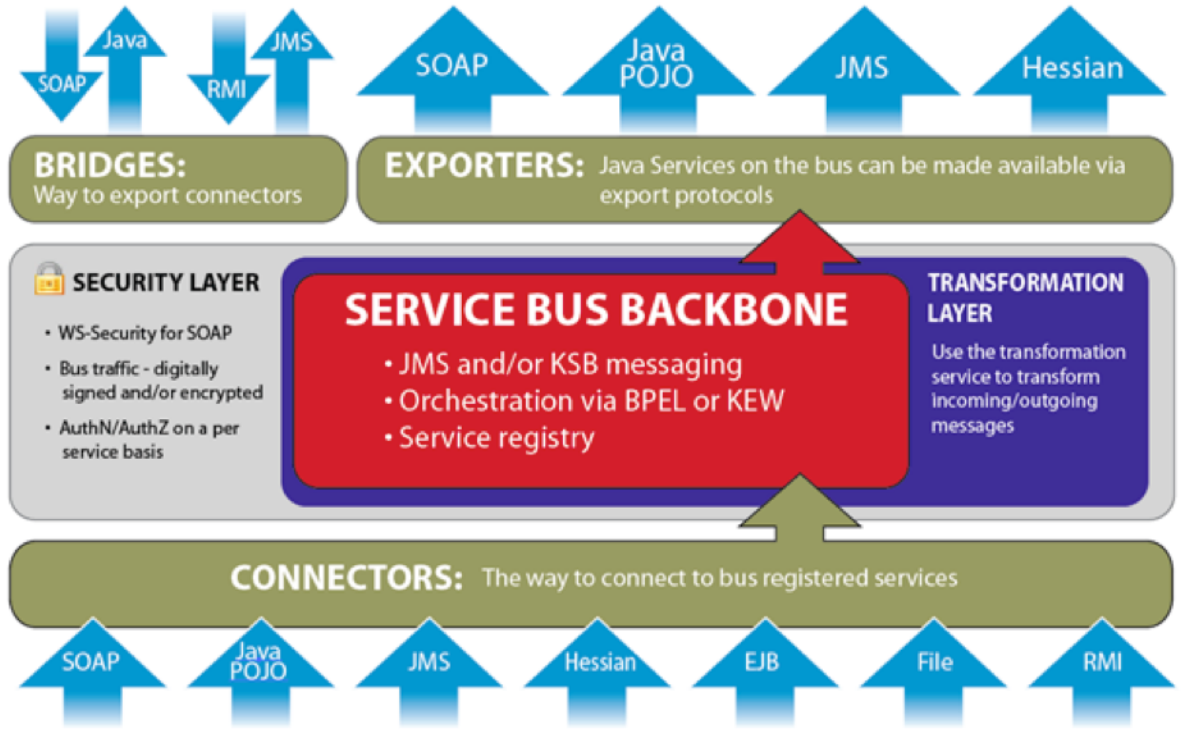 Java
SOAP
JMS
RMI
SOAP
Java
POJO
JMS
Hessian
BRIDGES:
Way to export connectors
EXPORTERS: Java Services on the bus can be made available via
export protocols
SECURITY LAYER
• WS-Security for SOAP
• Bus traffic - digitally
signed and/or encrypted
• AuthN/AuthZ on a per
service basis
SERVICE BUS BACKBONE
• JMS and/or KSB messaging
• Orchestration via BPEL or KEW
• Service registry
TRANSFORMATION
LAYER
Use the transformation
service to transform
incoming/outgoing
messages
CONNECTORS: The way to connect to bus registered services
SOAP
Java
POJO
JMS
Hessian
EJB
File
RMI